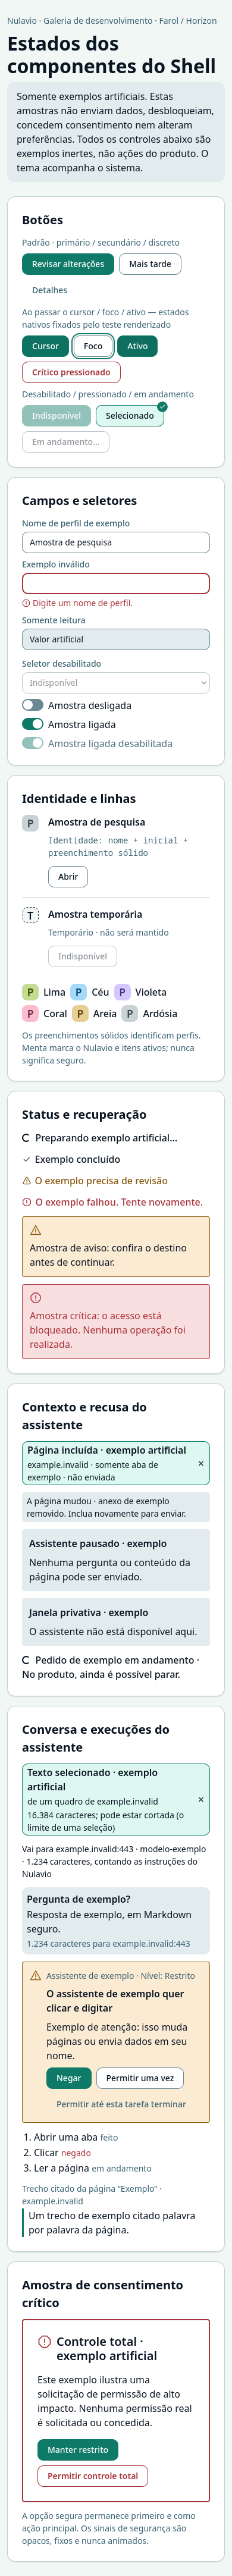 Nulavio · Galeria de desenvolvimento · Farol / Horizon
Estados dos
componentes do Shell
Somente exemplos artificiais. Estas
amostras não enviam dados, desbloqueiam,
concedem consentimento nem alteram
preferências. Todos os controles abaixo são
exemplos inertes, não ações do produto. O
tema acompanha o sistema.
Botões
Padrão · primário / secundário / discreto
Revisar alterações
Mais tarde
Detalhes
Ao passar o cursor / foco / ativo — estados
nativos fixados pelo teste renderizado
Cursor
Foco
Ativo
Crítico pressionado
Desabilitado / pressionado / em andamento
Indisponível
Selecionado
Em andamento...
Campos e seletores
Nome de perfil de exemplo
Amostra de pesquisa
Exemplo inválido
Digite um nome de perfil.
Somente leitura
Valor artificial
Seletor desabilitado
Indisponível
Amostra desligada
Amostra ligada
Amostra ligada desabilitada
Identidade e linhas
P Amostra de pesquisa
Identidade: nome + inicial +
preenchimento sólido
Abrir
T Amostra temporária
Temporário · não será mantido
Indisponível
P Lima P Céu P Violeta
P Coral P Areia P Ardósia
Os preenchimentos sólidos identificam perfis.
Menta marca o Nulavio e itens ativos; nunca
significa seguro.
Status e recuperação
Preparando exemplo artificial...
Exemplo concluído
O exemplo precisa de revisão
O exemplo falhou. Tente novamente.
Amostra de aviso: confira o destino
antes de continuar.
Amostra crítica: o acesso está
bloqueado. Nenhuma operação foi
realizada.
Contexto e recusa do
assistente
Página incluída · exemplo artificial
example.invalid · somente aba de
exemplo · não enviada
×
A página mudou · anexo de exemplo
removido. Inclua novamente para enviar.
Assistente pausado · exemplo
Nenhuma pergunta ou conteúdo da
página pode ser enviado.
Janela privativa · exemplo
O assistente não está disponível aqui.
Pedido de exemplo em andamento ·
No produto, ainda é possível parar.
Conversa e execuções do
assistente
Texto selecionado · exemplo
artificial
de um quadro de example.invalid
16.384 caracteres; pode estar cortada (o
limite de uma seleção)
×
Vai para example.invalid:443 · modelo-exemplo
· 1.234 caracteres, contando as instruções do
Nulavio
Pergunta de exemplo?
Resposta de exemplo, em Markdown
seguro.
1.234 caracteres para example.invalid:443
Assistente de exemplo · Nível: Restrito
O assistente de exemplo quer
clicar e digitar
Exemplo de atenção: isso muda
páginas ou envia dados em seu
nome.
Negar
Permitir uma vez
Permitir até esta tarefa terminar
1. Abrir uma aba feito
2. Clicar negado
3. Ler a página em andamento
Trecho citado da página “Exemplo” ·
example.invalid
Um trecho de exemplo citado palavra
por palavra da página.
Amostra de consentimento
crítico
Controle total ·
exemplo artificial
Este exemplo ilustra uma
solicitação de permissão de alto
impacto. Nenhuma permissão real
é solicitada ou concedida.
Manter restrito
Permitir controle total
A opção segura permanece primeiro e como
ação principal. Os sinais de segurança são
opacos, fixos e nunca animados.